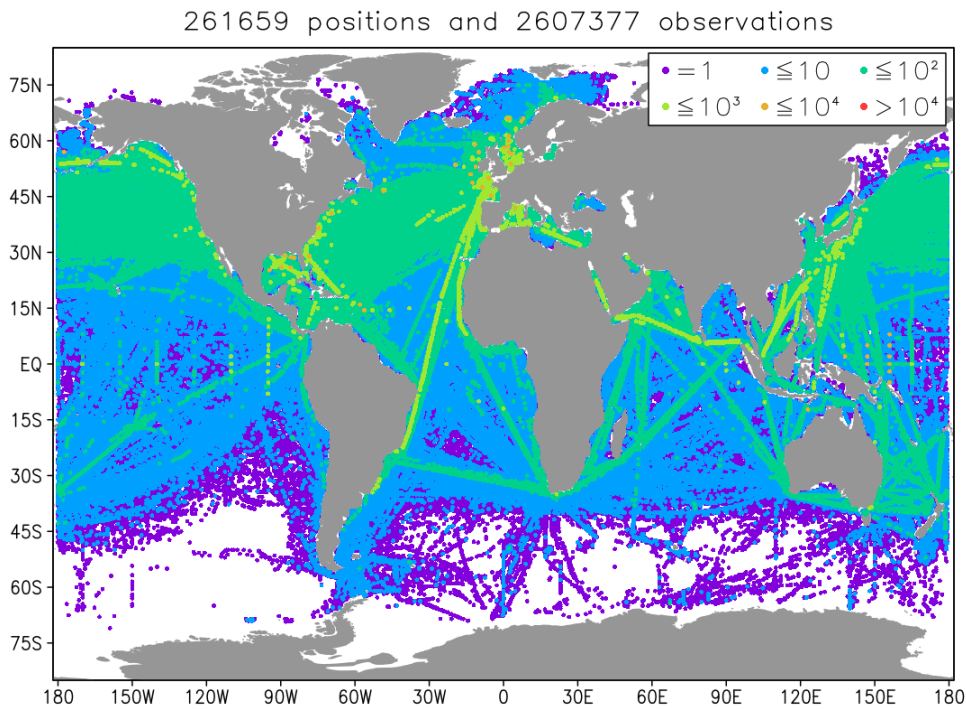 261659 positions and 2607377 observations
=1 ≦10 ≦10²
≦10³ ≦10⁴ >10⁴
75N
60N
45N
30N
15N
EQ
15S
30S
45S
60S
75S
180 150W 120W 90W 60W 30W 0 30E 60E 90E 120E 150E 180